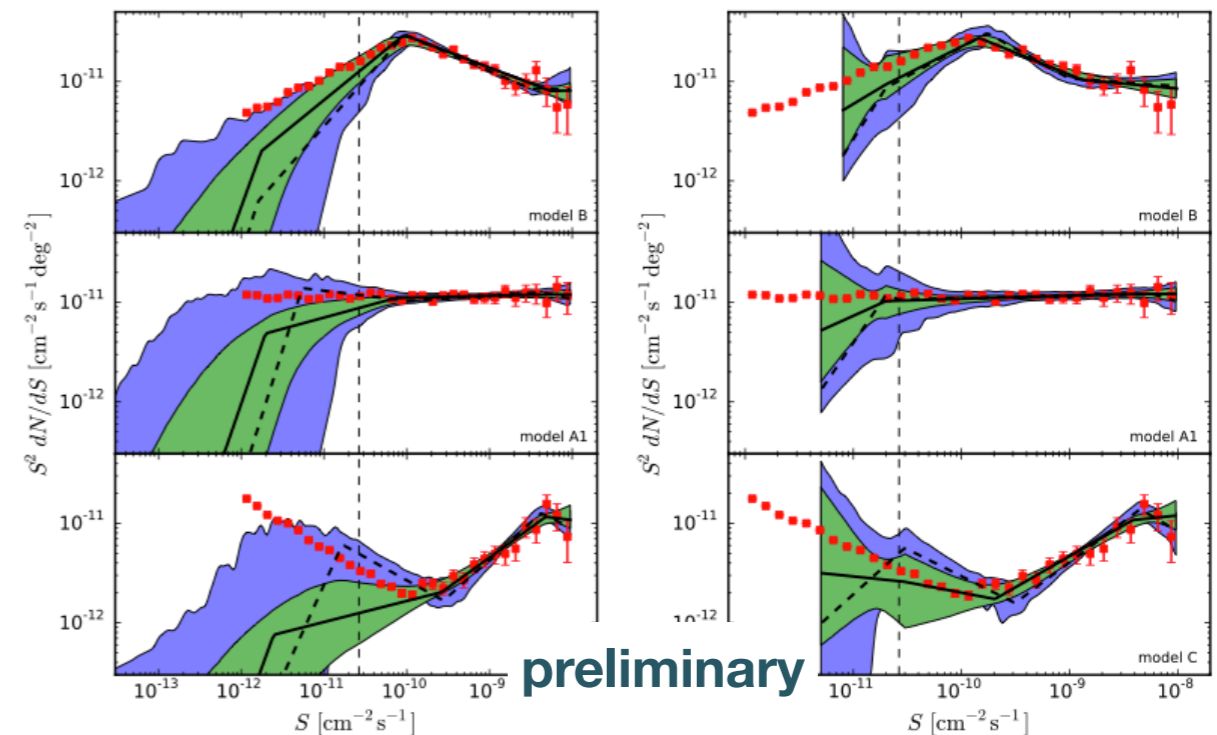 10⁻¹¹
10⁻¹²
model B
10⁻¹¹
10⁻¹²
model A1
10⁻¹¹
10⁻¹²
S² dN/dS [cm⁻² s⁻¹ deg⁻²]
10⁻¹³ 10⁻¹² 10⁻¹¹ 10⁻¹⁰ 10⁻⁹
S [cm⁻² s⁻¹]
10⁻¹¹
10⁻¹²
model B
10⁻¹¹
10⁻¹²
model A1
10⁻¹¹
10⁻¹²
model C
S² dN/dS [cm⁻² s⁻¹ deg⁻²]
10⁻¹¹ 10⁻¹⁰ 10⁻⁹ 10⁻⁸
S [cm⁻² s⁻¹]
preliminary